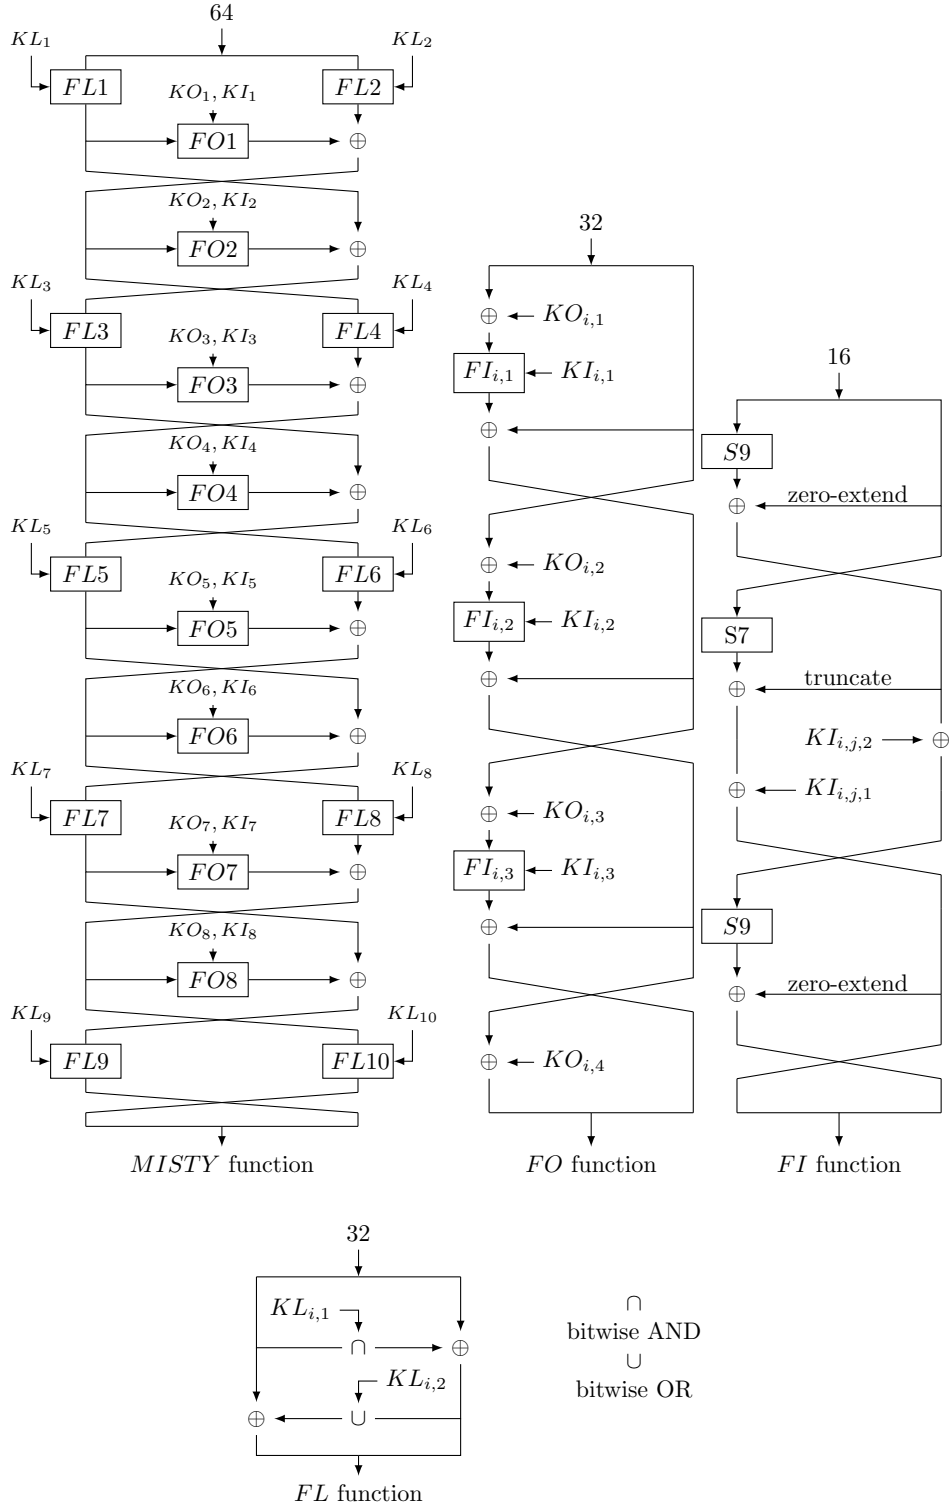 64
KL₁
KL₂
FL1
FL2
KO₁, KI₁
FO1
⊕
KO₂, KI₂
FO2
⊕
KL₃
KL₄
FL3
FL4
KO₃, KI₃
FO3
⊕
KO₄, KI₄
FO4
⊕
KL₅
KL₆
FL5
FL6
KO₅, KI₅
FO5
⊕
KO₆, KI₆
FO6
⊕
KL₇
KL₈
FL7
FL8
KO₇, KI₇
FO7
⊕
KO₈, KI₈
FO8
⊕
KL₉
KL₁₀
FL9
FL10
MISTY function
32
⊕ KOᵢ,₁
FIᵢ,₁ KIᵢ,₁
⊕
⊕ KOᵢ,₂
FIᵢ,₂ KIᵢ,₂
⊕
⊕ KOᵢ,₃
FIᵢ,₃ KIᵢ,₃
⊕
⊕ KOᵢ,₄
FO function
16
S9
⊕ zero-extend
S7
⊕ truncate
KIᵢ,ⱼ,₂ ⊕
⊕ KIᵢ,ⱼ,₁
S9
⊕ zero-extend
FI function
32
KLᵢ,₁
∩ ⊕
KLᵢ,₂
⊕ ∪
FL function
∩
bitwise AND
∪
bitwise OR